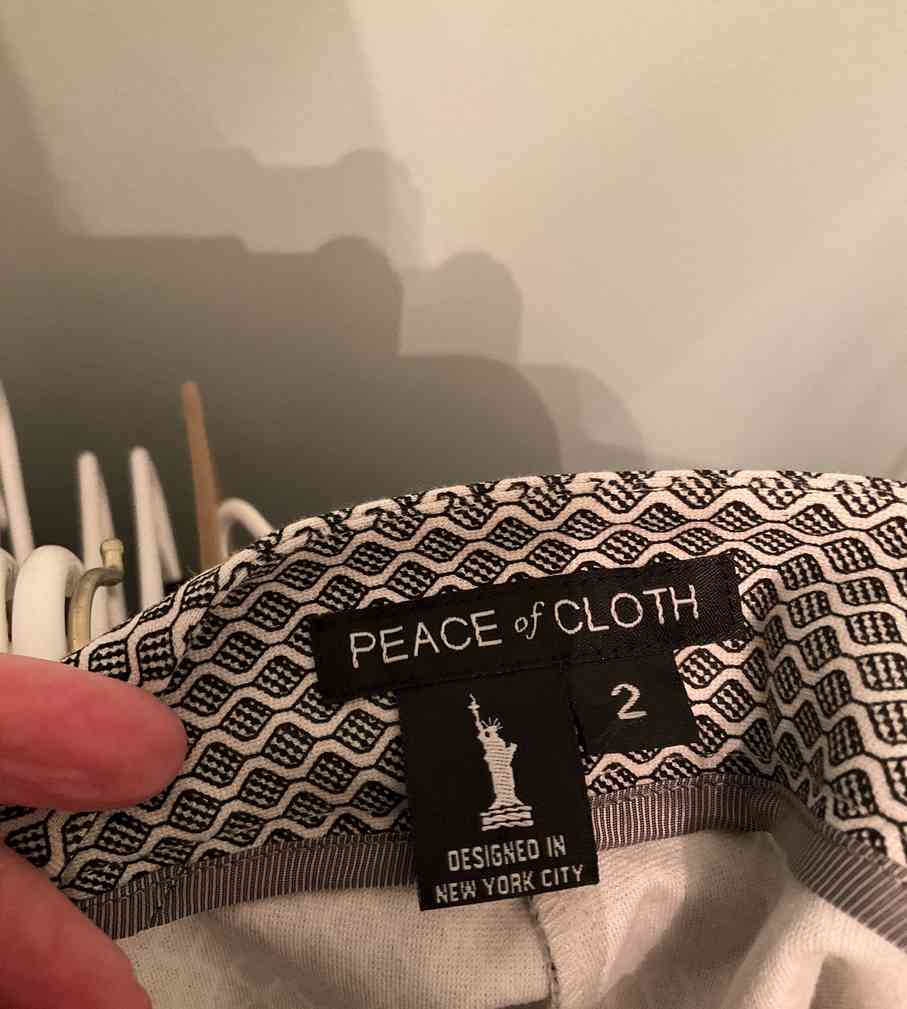 PEACE of CLOTH
2
DESIGNED IN
NEW YORK CITY